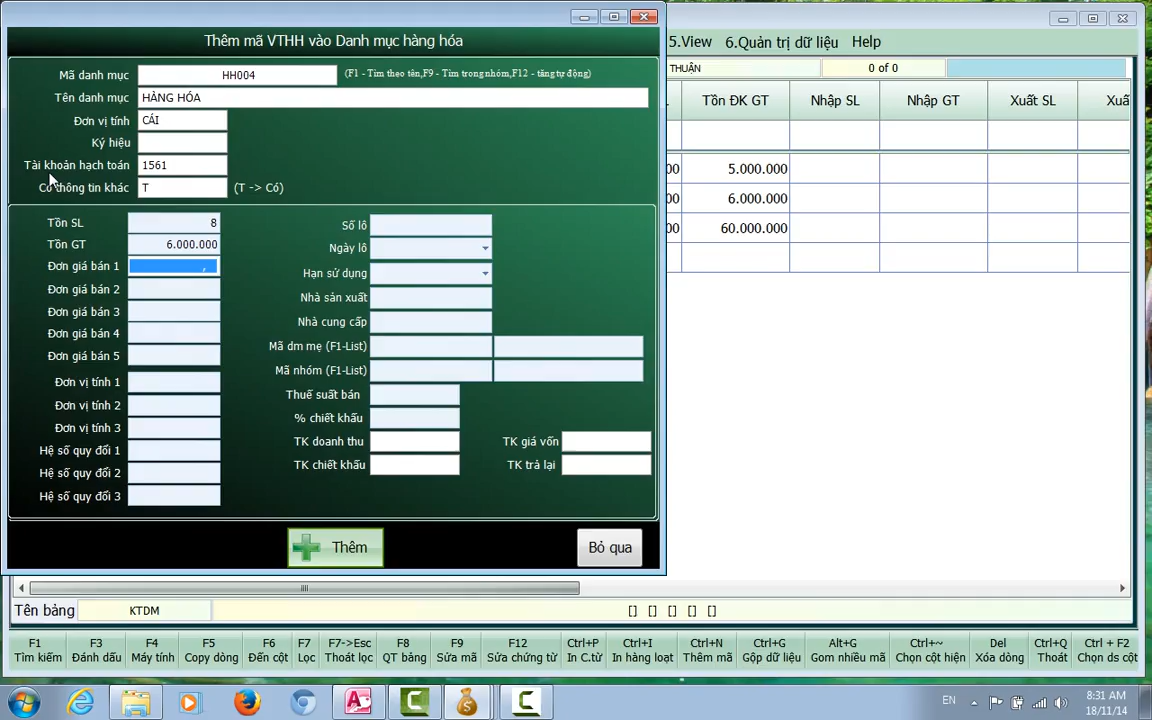 Thêm mã VTHH vào Danh mục hàng hóa
Mã danh mục HH004 (F1 - Tìm theo tên,F9 - Tìm trong nhóm,F12 - tăng tự động)
Tên danh mục HÀNG HÓA
Đơn vị tính CÁI
Ký hiệu
Tài khoản hạch toán 1561
Có thông tin khác T (T -> Có)
Tồn SL 8
Tồn GT 6.000.000
Đơn giá bán 1 ,
Đơn giá bán 2
Đơn giá bán 3
Đơn giá bán 4
Đơn giá bán 5
Đơn vị tính 1
Đơn vị tính 2
Đơn vị tính 3
Hệ số quy đổi 1
Hệ số quy đổi 2
Hệ số quy đổi 3
Số lô
Ngày lô
Hạn sử dụng
Nhà sản xuất
Nhà cung cấp
Mã dm mẹ (F1-List)
Mã nhóm (F1-List)
Thuế suất bán
% chiết khấu
TK doanh thu TK giá vốn
TK chiết khấu TK trả lại
Thêm Bỏ qua
5.View 6.Quản trị dữ liệu Help
THUẬN 0 of 0
Tồn ĐK GT Nhập SL Nhập GT Xuất SL Xuấ
00 5.000.000
6.000.000
00 60.000.000
Tên bảng KTDM [] [] [] [] []
F1 F3 F4 F5 F6 F7 F7->Esc F8 F9 F12 Ctrl+P Ctrl+I Ctrl+N Ctrl+G Alt+G Ctrl+~ Del Ctrl+Q Ctrl + F2
Tìm kiếm Đánh dấu Máy tính Copy dòng Đến cột Lọc Thoát lọc QT bảng Sửa mã Sửa chứng từ In C.từ In hàng loạt Thêm mã Gộp dữ liệu Gom nhiều mã Chọn cột hiện Xóa dòng Thoát Chọn ds cột
EN 8:31 AM
18/11/14